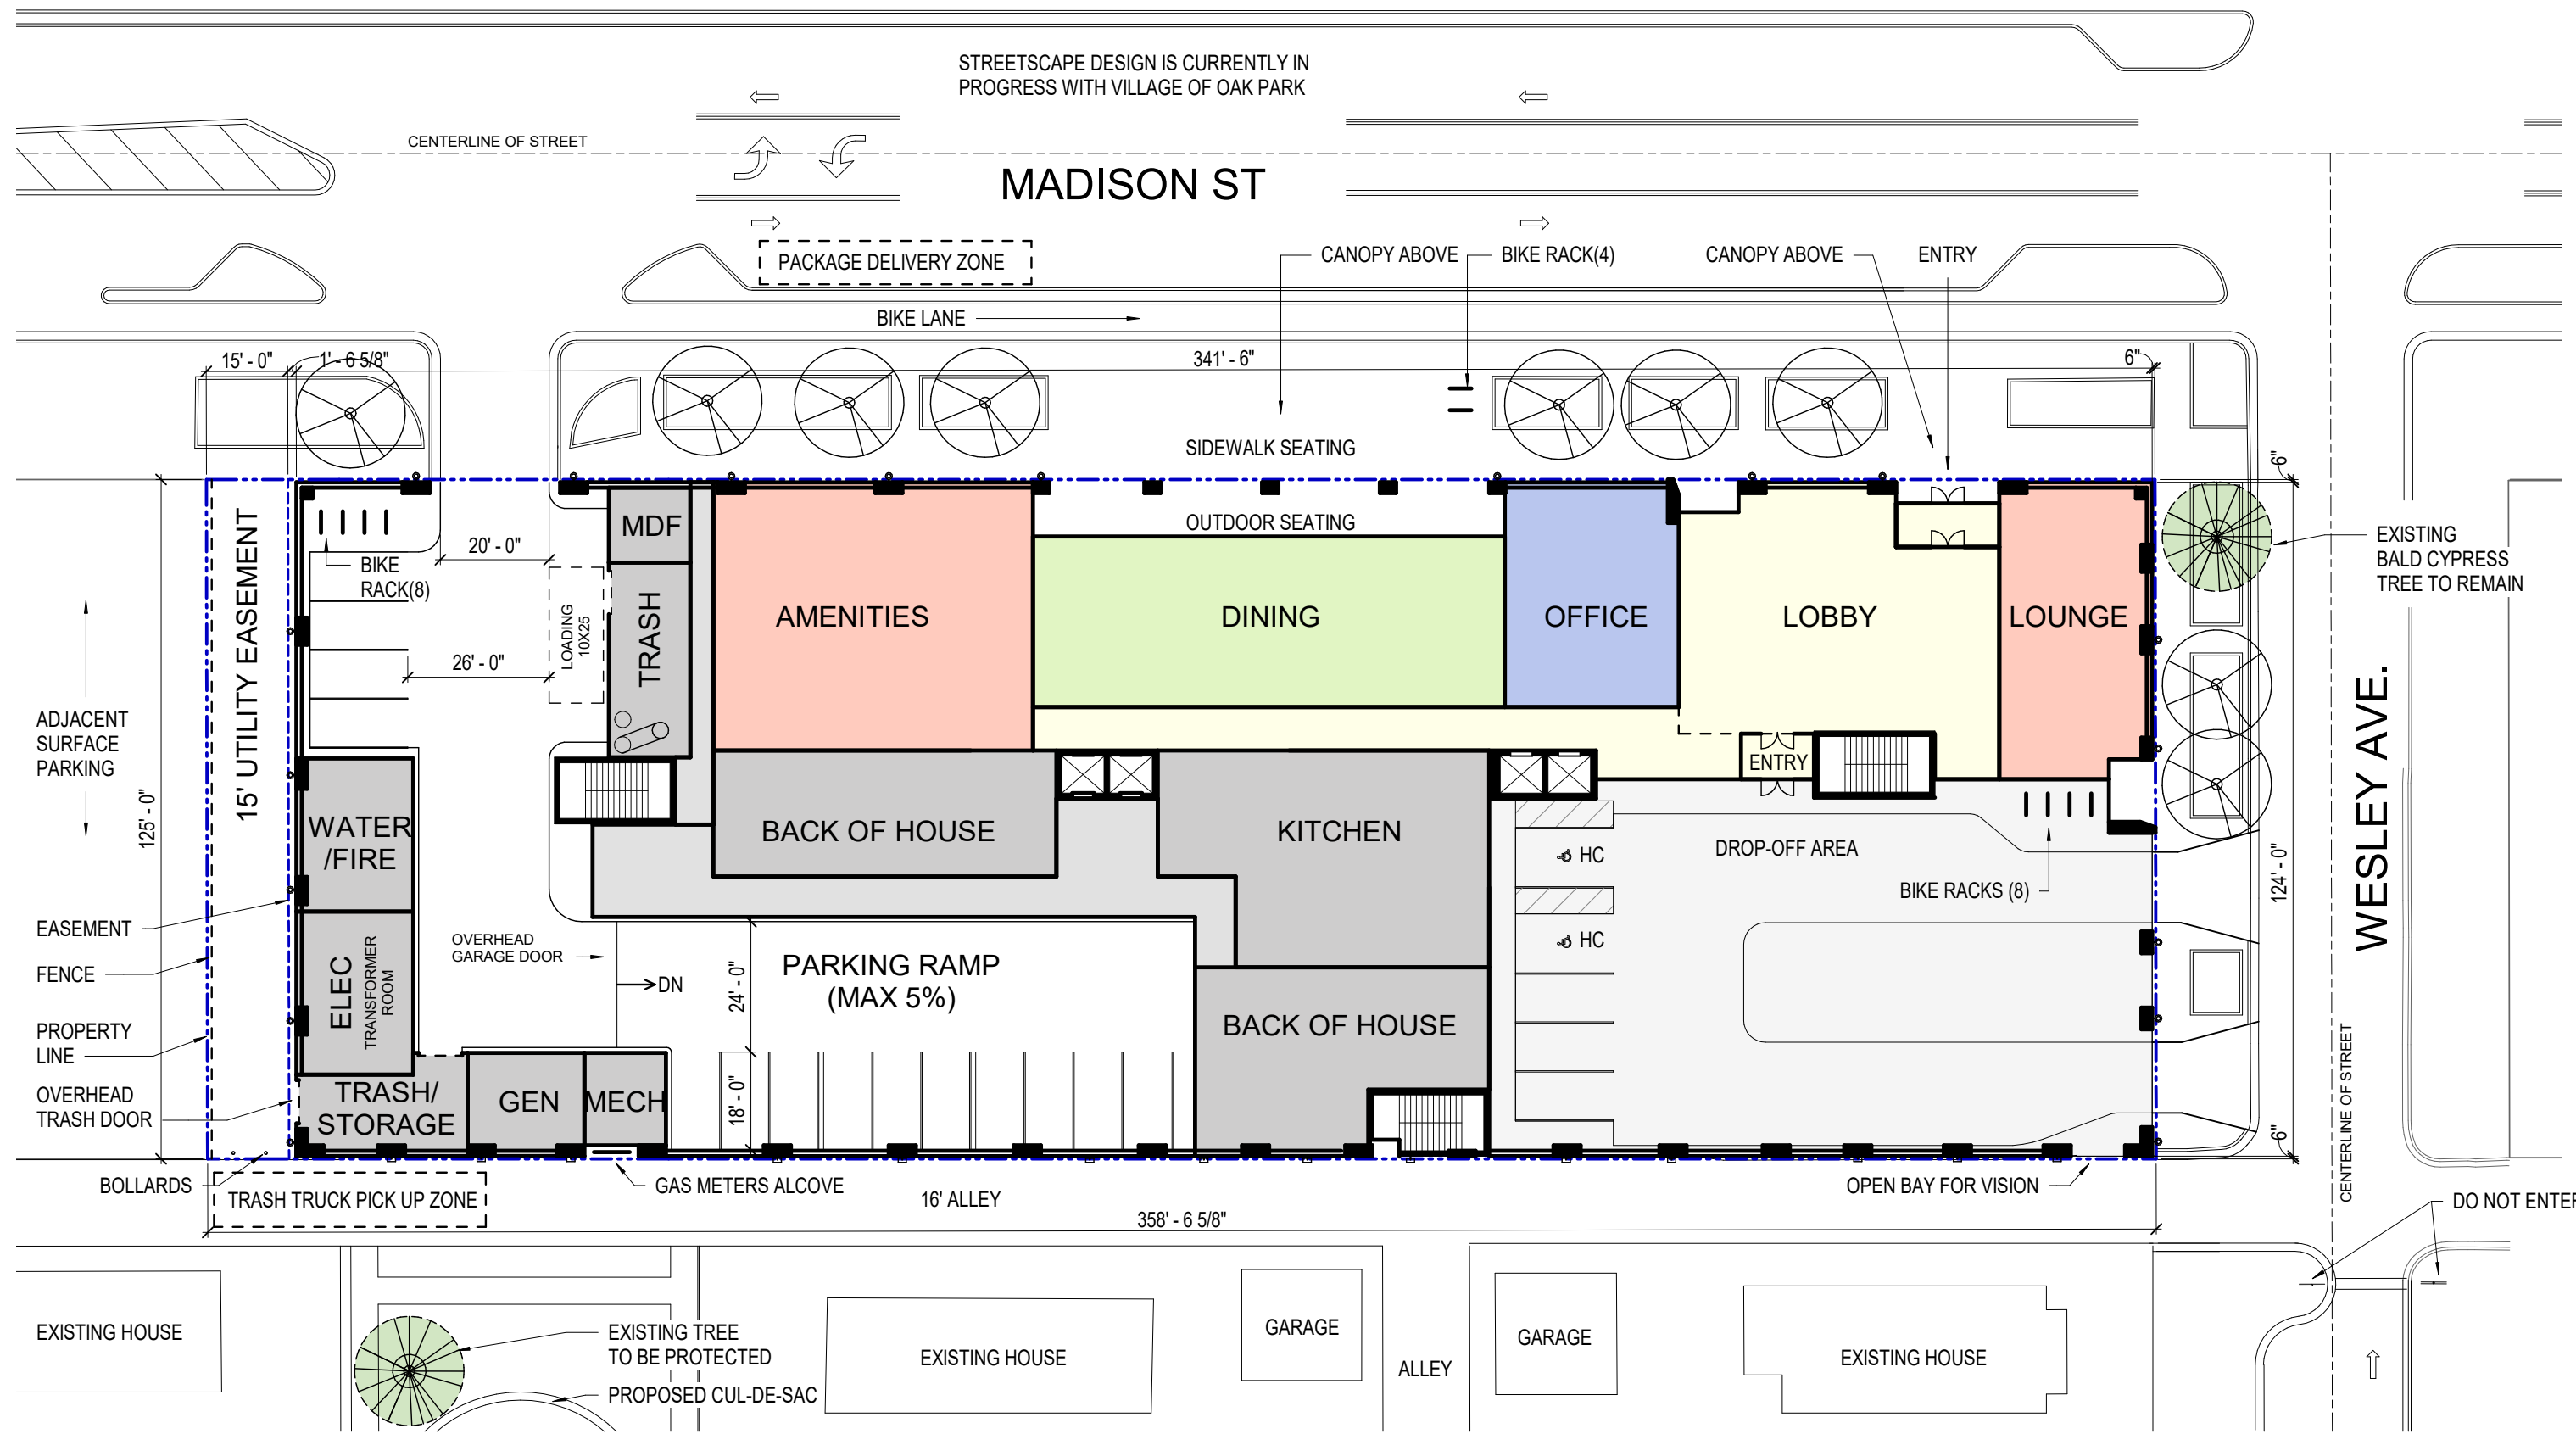 STREETSCAPE DESIGN IS CURRENTLY IN
PROGRESS WITH VILLAGE OF OAK PARK
CENTERLINE OF STREET
MADISON ST
PACKAGE DELIVERY ZONE
CANOPY ABOVE
BIKE RACK(4)
CANOPY ABOVE
ENTRY
BIKE LANE
15' - 0"
1' - 6 5/8"
341' - 6"
6"
SIDEWALK SEATING
6"
15' UTILITY EASEMENT
BIKE
RACK(8)
20' - 0"
MDF
OUTDOOR SEATING
EXISTING
BALD CYPRESS
TREE TO REMAIN
LOADING
10X25
TRASH
AMENITIES
DINING
OFFICE
LOBBY
LOUNGE
26' - 0"
ADJACENT
SURFACE
PARKING
125' - 0"
WESLEY AVE.
ENTRY
WATER
/FIRE
BACK OF HOUSE
KITCHEN
HC
DROP-OFF AREA
BIKE RACKS (8)
124' - 0"
EASEMENT
FENCE
PROPERTY
LINE
OVERHEAD
TRASH DOOR
ELEC
TRANSFORMER
ROOM
OVERHEAD
GARAGE DOOR
DN
24' - 0"
PARKING RAMP
(MAX 5%)
HC
BACK OF HOUSE
18' - 0"
TRASH/
STORAGE
GEN
MECH
CENTERLINE OF STREET
6"
BOLLARDS
TRASH TRUCK PICK UP ZONE
GAS METERS ALCOVE
16' ALLEY
OPEN BAY FOR VISION
DO NOT ENTER
358' - 6 5/8"
EXISTING HOUSE
EXISTING TREE
TO BE PROTECTED
PROPOSED CUL-DE-SAC
EXISTING HOUSE
GARAGE
ALLEY
GARAGE
EXISTING HOUSE